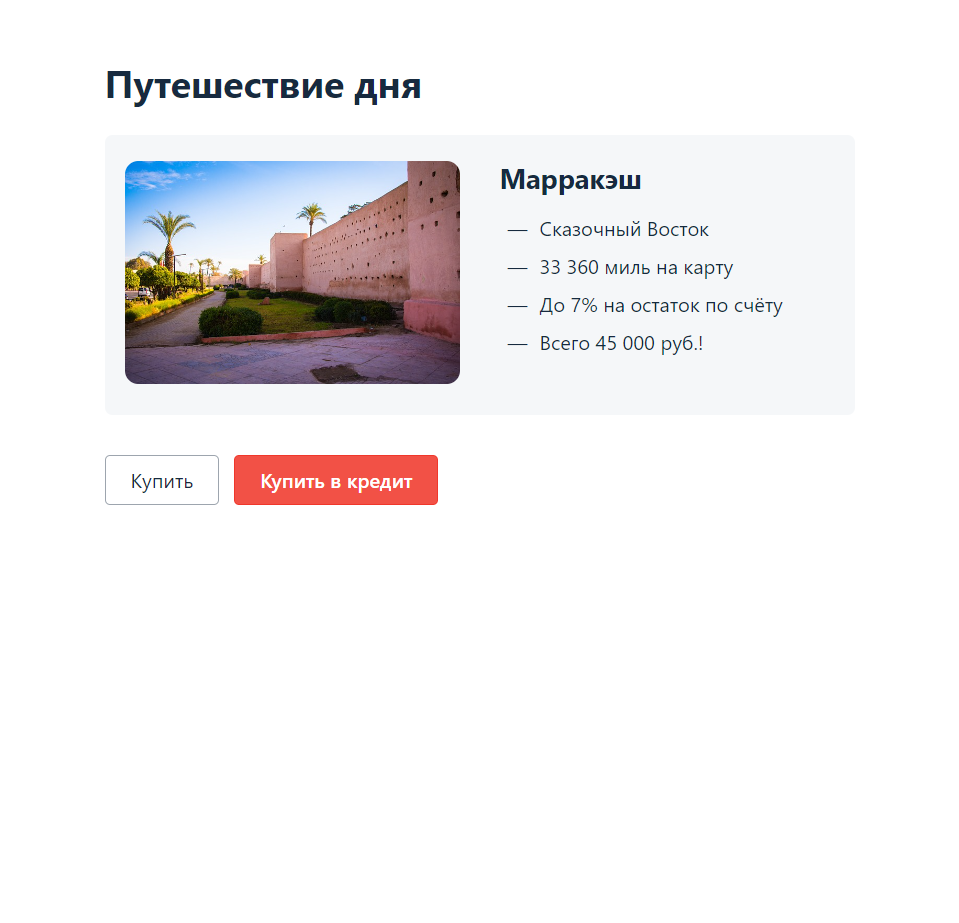 Путешествие дня
Марракэш
— Сказочный Восток
— 33 360 миль на карту
— До 7% на остаток по счёту
— Всего 45 000 руб.!
Купить
Купить в кредит